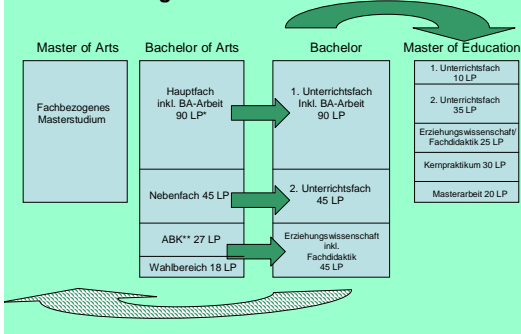 Master of Arts
Bachelor of Arts
Bachelor
Master of Education
Fachbezogenes
Masterstudium
Hauptfach
inkl. BA-Arbeit
90 LP*
Nebenfach 45 LP
ABK** 27 LP
Wahlbereich 18 LP
1. Unterrichtsfach
Inkl. BA-Arbeit
90 LP
2. Unterrichtsfach
45 LP
Erziehungswissenschaft
inkl.
Fachdidaktik
45 LP
1. Unterrichtsfach
10 LP
2. Unterrichtsfach
35 LP
Erziehungswissenschaft/
Fachdidaktik 25 LP
Kernpraktikum 30 LP
Masterarbeit 20 LP